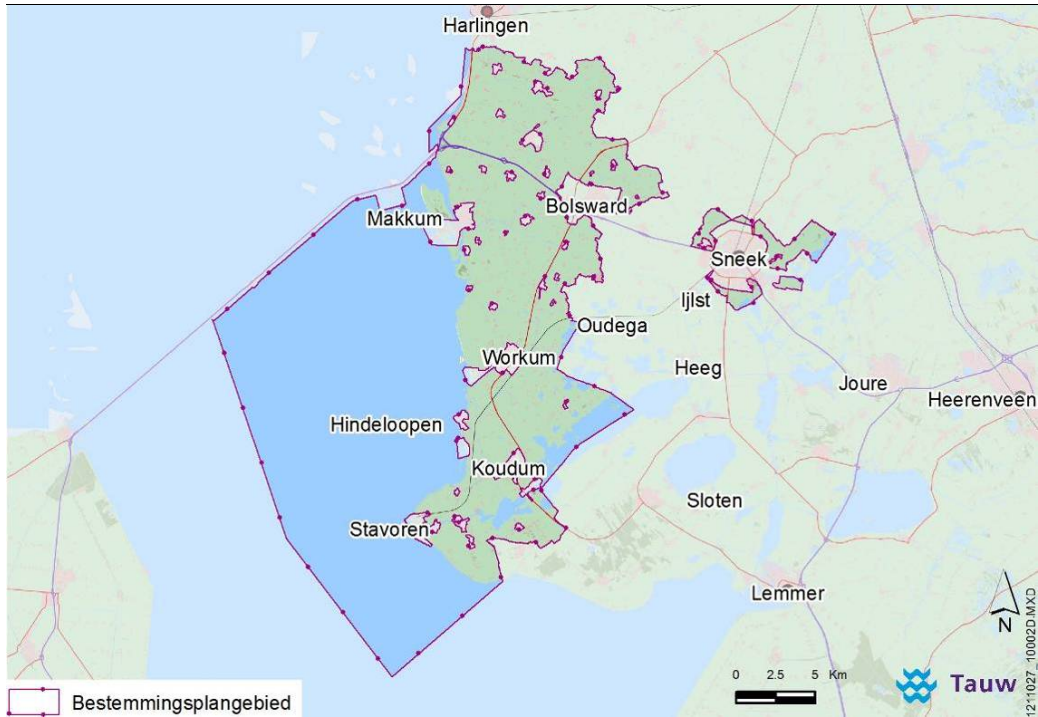 Harlingen
Makkum
Bolsward
Sneek
Ijlst
Oudega
Workum
Heeg
Joure
Heerenveen
Hindeloopen
Koudum
Sloten
Stavoren
Lemmer
N
0 2.5 5 Km
Tauw
1211027_10002D.MXD
Bestemmingsplangebied